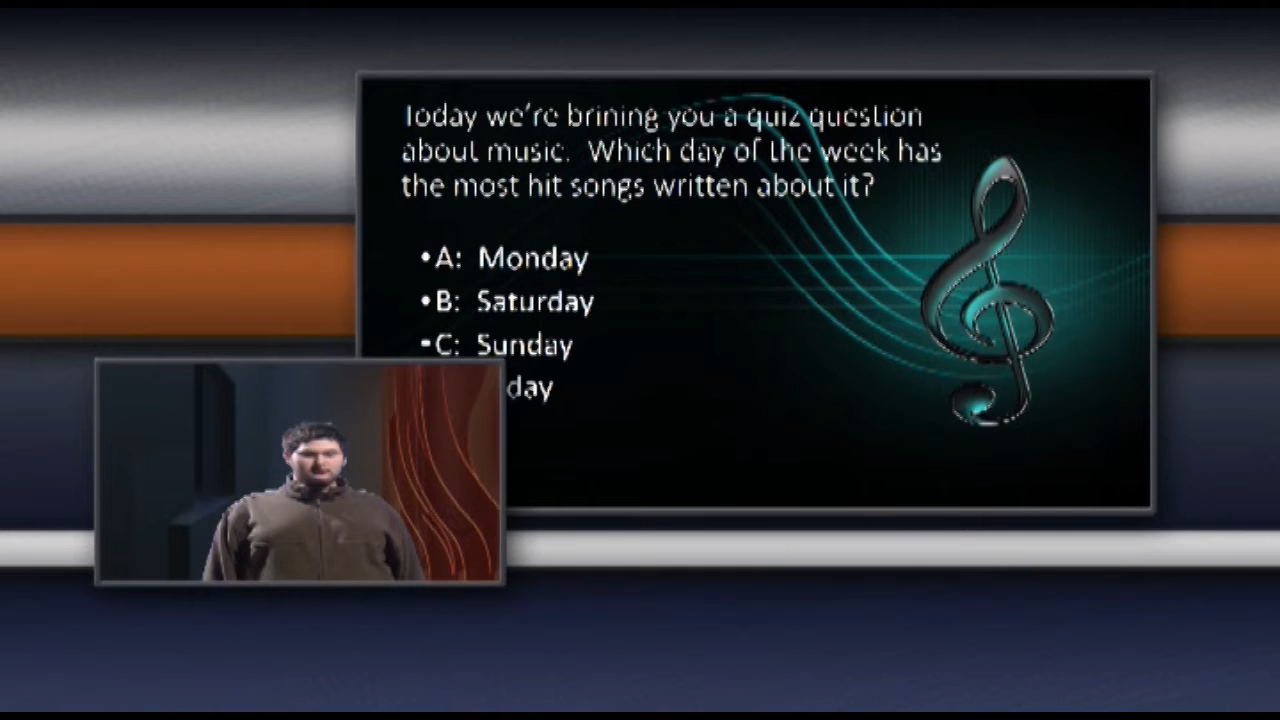 Today we're brining you a quiz question
about music. Which day of the week has
the most hit songs written about it?
•A: Monday
•B: Saturday
-C: Sunday
day